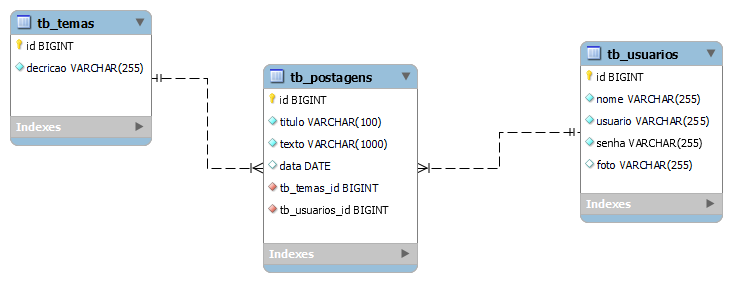 tb_temas
id BIGINT
decricao VARCHAR(255)
Indexes
tb_postagens
id BIGINT
titulo VARCHAR(100)
texto VARCHAR(1000)
data DATE
tb_temas_id BIGINT
tb_usuarios_id BIGINT
Indexes
tb_usuarios
id BIGINT
nome VARCHAR(255)
usuario VARCHAR(255)
senha VARCHAR(255)
foto VARCHAR(255)
Indexes